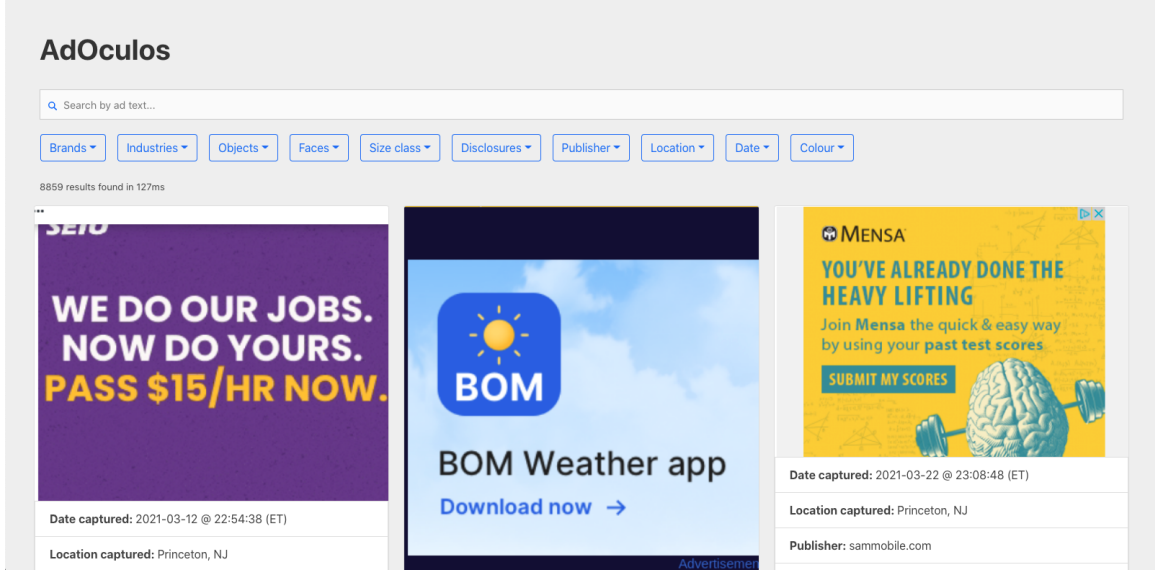 AdOculos
Search by ad text...
Brands Industries Objects Faces Size class Disclosures Publisher Location Date Colour
8859 results found in 127ms
SEIU
WE DO OUR JOBS.
NOW DO YOURS.
PASS $15/HR NOW.
Date captured: 2021-03-12 @ 22:54:38 (ET)
Location captured: Princeton, NJ
BOM
BOM Weather app
Download now →
Advertisemen
MENSA
YOU'VE ALREADY DONE THE
HEAVY LIFTING
Join Mensa the quick & easy way
by using your past test scores
SUBMIT MY SCORES
Date captured: 2021-03-22 @ 23:08:48 (ET)
Location captured: Princeton, NJ
Publisher: sammobile.com